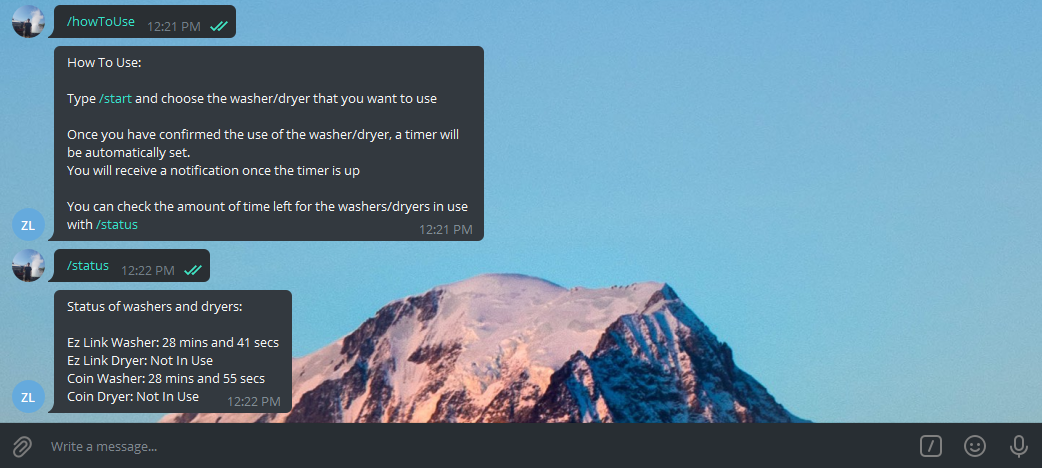 /howToUse 12:21 PM
How To Use:
Type /start and choose the washer/dryer that you want to use
Once you have confirmed the use of the washer/dryer, a timer will
be automatically set.
You will receive a notification once the timer is up
You can check the amount of time left for the washers/dryers in use
with /status
12:21 PM
ZL
/status 12:22 PM
Status of washers and dryers:
Ez Link Washer: 28 mins and 41 secs
Ez Link Dryer: Not In Use
Coin Washer: 28 mins and 55 secs
Coin Dryer: Not In Use
12:22 PM
ZL
Write a message...
/